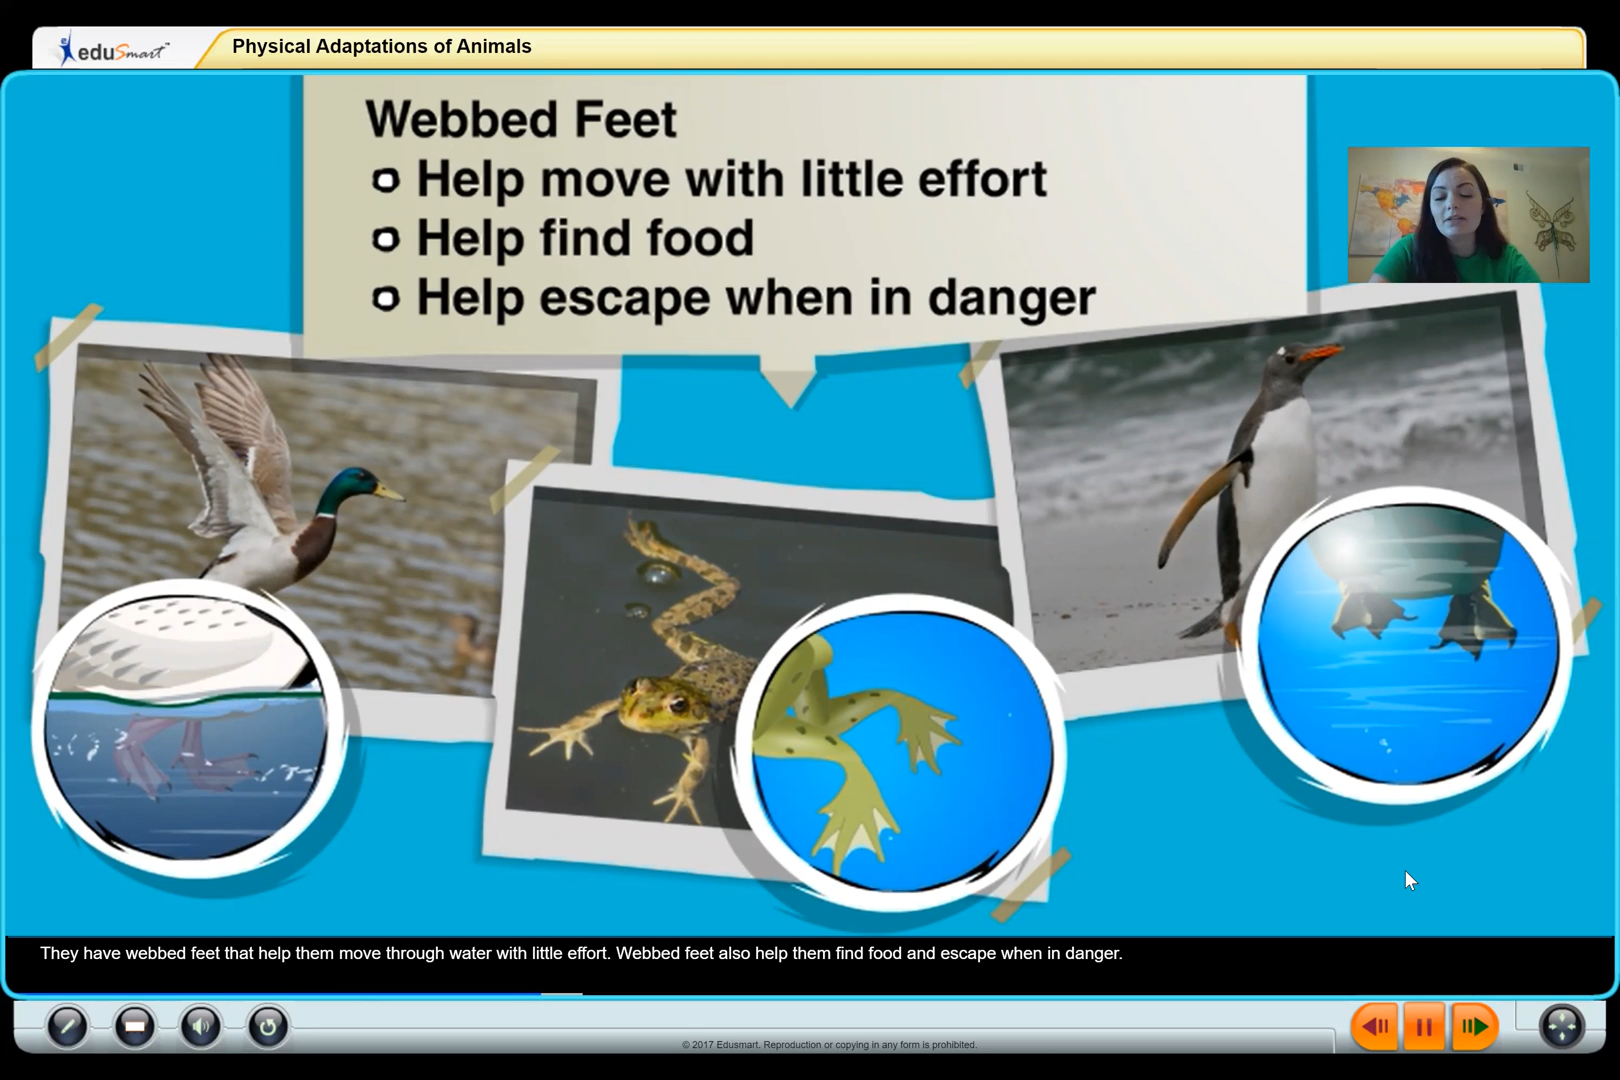 eduSmart™
Physical Adaptations of Animals
Webbed Feet
Help move with little effort
Help find food
Help escape when in danger
They have webbed feet that help them move through water with little effort. Webbed feet also help them find food and escape when in danger.
© 2017 Edusmart. Reproduction or copying in any form is prohibited.